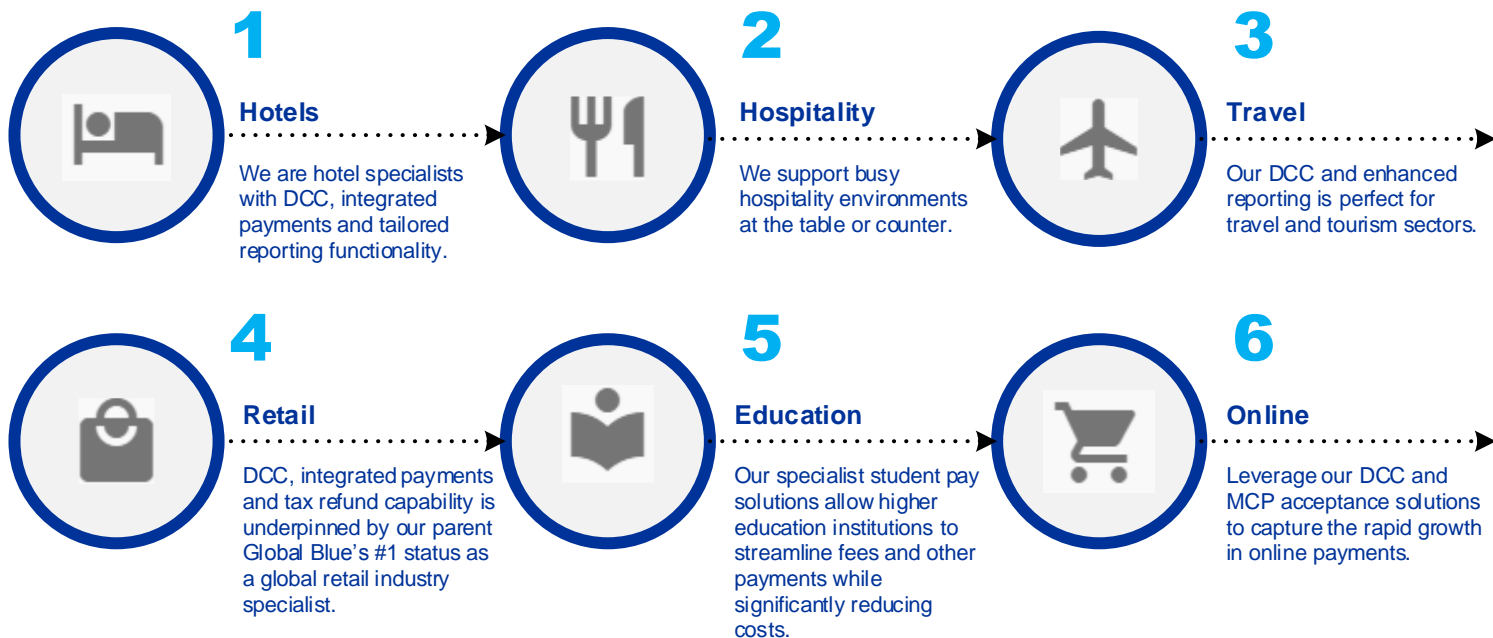 1
Hotels
We are hotel specialists
with DCC, integrated
payments and tailored
reporting functionality.
2
Hospitality
We support busy
hospitality environments
at the table or counter.
3
Travel
Our DCC and enhanced
reporting is perfect for
travel and tourism sectors.
4
Retail
DCC, integrated payments
and tax refund capability is
underpinned by our parent
Global Blue’s #1 status as
a global retail industry
specialist.
5
Education
Our specialist student pay
solutions allow higher
education institutions to
streamline fees and other
payments while
significantly reducing
costs.
6
Online
Leverage our DCC and
MCP acceptance solutions
to capture the rapid growth
in online payments.